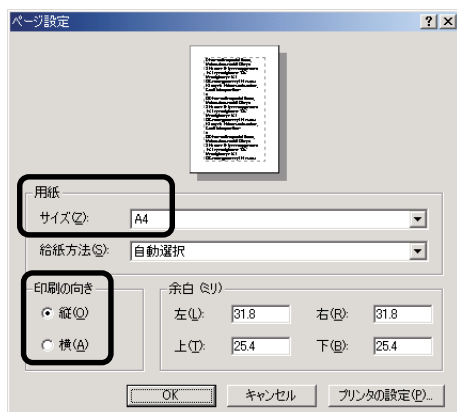 ページ設定
用紙
サイズ(Z):
A4
給紙方法(S):
自動選択
印刷の向き
縦(O)
横(A)
余白 (ミリ)
左(L): 31.8 右(R): 31.8
上(T): 25.4 下(B): 25.4
OK キャンセル プリンタの設定(P)...